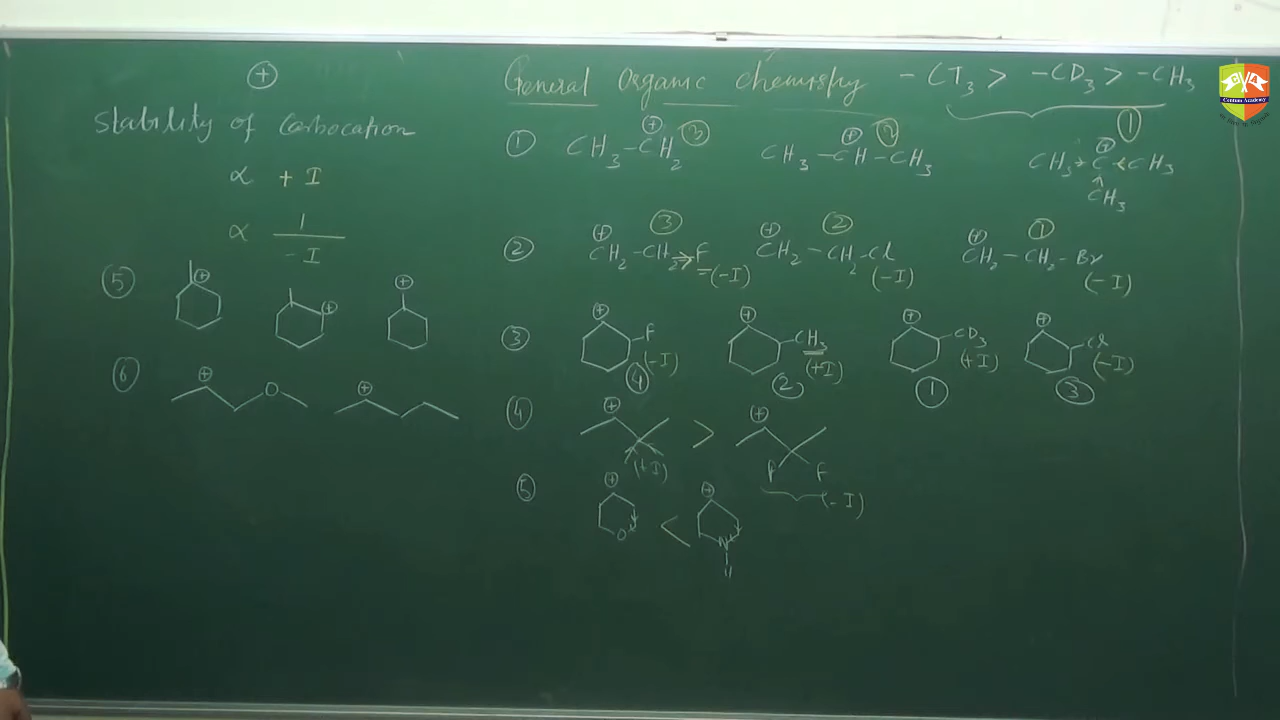 General Organic chemistry -CT3 > -CD3 > -CH3
⊕
Stability of Carbocation
∝ + I
∝ 1 / - I
① CH3-CH2 ⊕ ③ CH3-CH-CH3 ⊕ ② CH3 C CH3 CH3 ⊕ ①
② ⊕ CH2-CH2 F (-I) ③ ⊕ CH2-CH2-Cl (-I) ② ⊕ CH2-CH2-Br (-I) ①
⑤ ⊕ ⊕ ⊕
③ ⊕ F (-I) ④ ⊕ CH3 (+I) ② ⊕ CD3 (+I) ① ⊕ Cl (-I) ③
⑥ ⊕ O ⊕
④ ⊕ (+I) > ⊕ F F (-I)
⑤ ⊕ O < ⊕ N H
Centum Academy